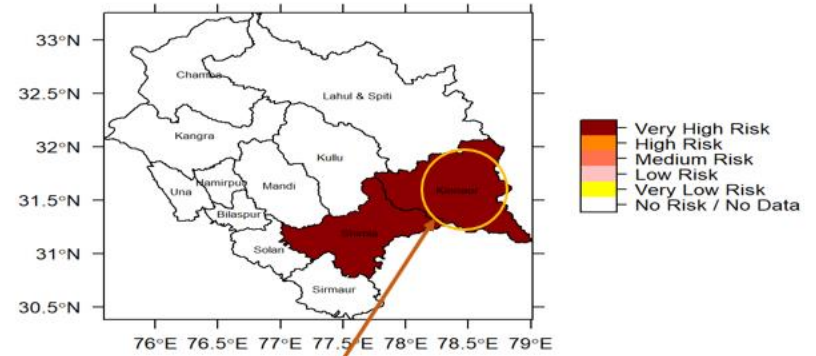 33°N
32.5°N
32°N
31.5°N
31°N
30.5°N
Chamba
Lahul & Spiti
Kangra
Kullu
Hamirpur
Una
Mandi
Kinnaur
Bilaspur
Shimla
Solan
Sirmaur
76°E 76.5°E 77°E 77.5°E 78°E 78.5°E 79°E
Very High Risk
High Risk
Medium Risk
Low Risk
Very Low Risk
No Risk / No Data